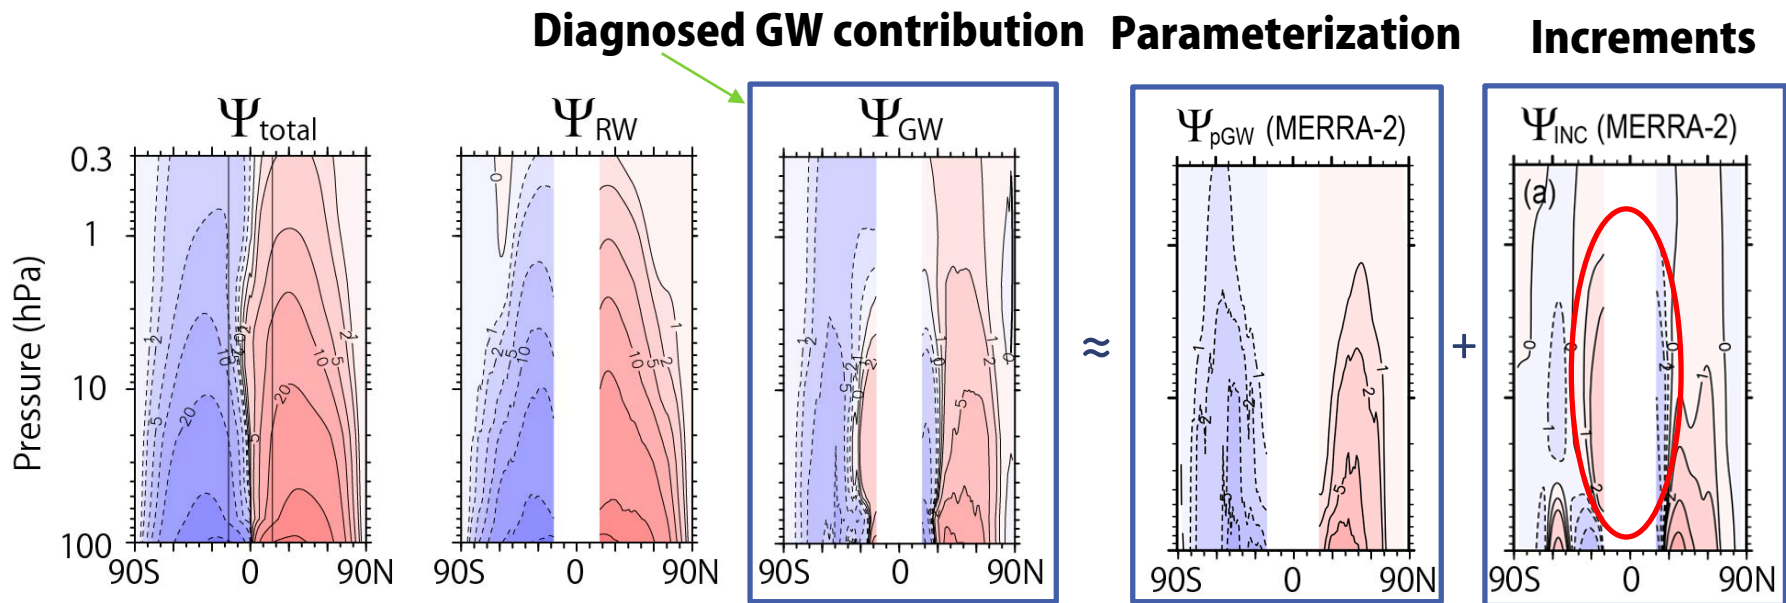 Diagnosed GW contribution
Parameterization
Increments
Ψtotal
ΨRW
ΨGW
ΨpGW (MERRA-2)
ΨINC (MERRA-2)
Pressure (hPa)
0.3
1
10
100
90S 0 90N
90S 0 90N
90S 0 90N
≈
90S 0 90N
+
(a)
90S 0 90N